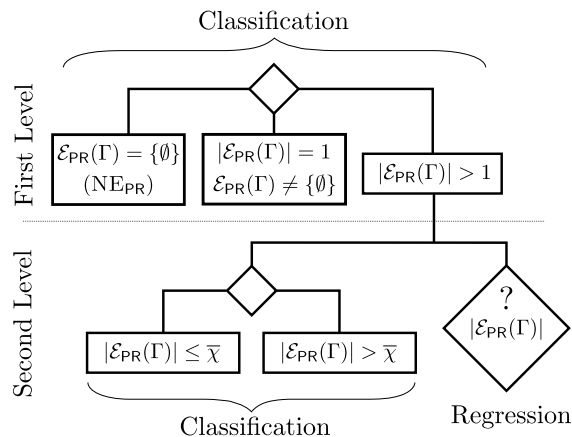 Classification
First Level
ℰ_PR(Γ) = {∅}
(NE_PR)
|ℰ_PR(Γ)| = 1
ℰ_PR(Γ) ≠ {∅}
|ℰ_PR(Γ)| > 1
Second Level
|ℰ_PR(Γ)| ≤ χ̅
|ℰ_PR(Γ)| > χ̅
?
|ℰ_PR(Γ)|
Classification
Regression